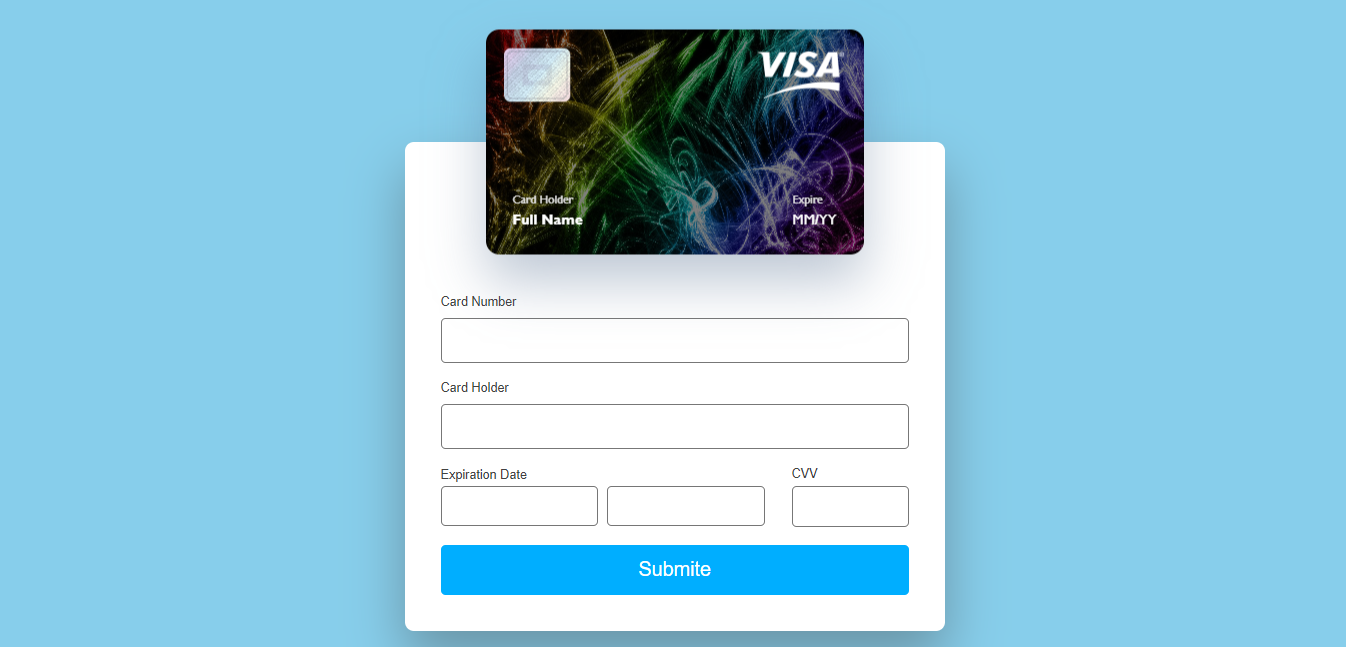 VISA
Card Holder
Expire
Full Name
MM/YY
Card Number
Card Holder
Expiration Date
CVV
Submite